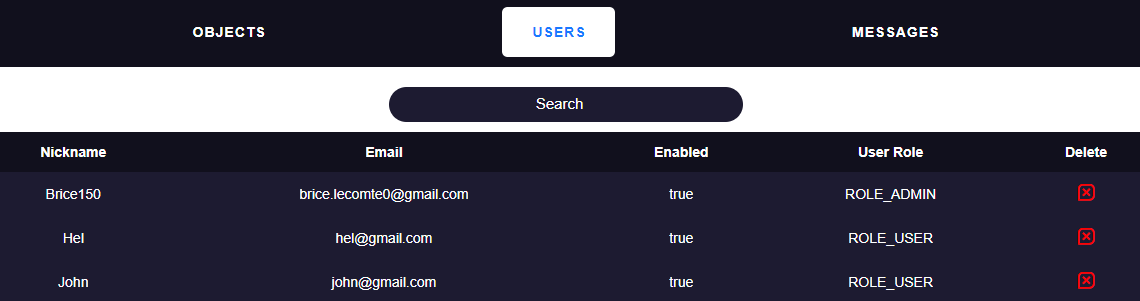 OBJECTS USERS MESSAGES
Search
Nickname Email Enabled User Role Delete
Brice150 brice.lecomte0@gmail.com true ROLE_ADMIN
Hel hel@gmail.com true ROLE_USER
John john@gmail.com true ROLE_USER